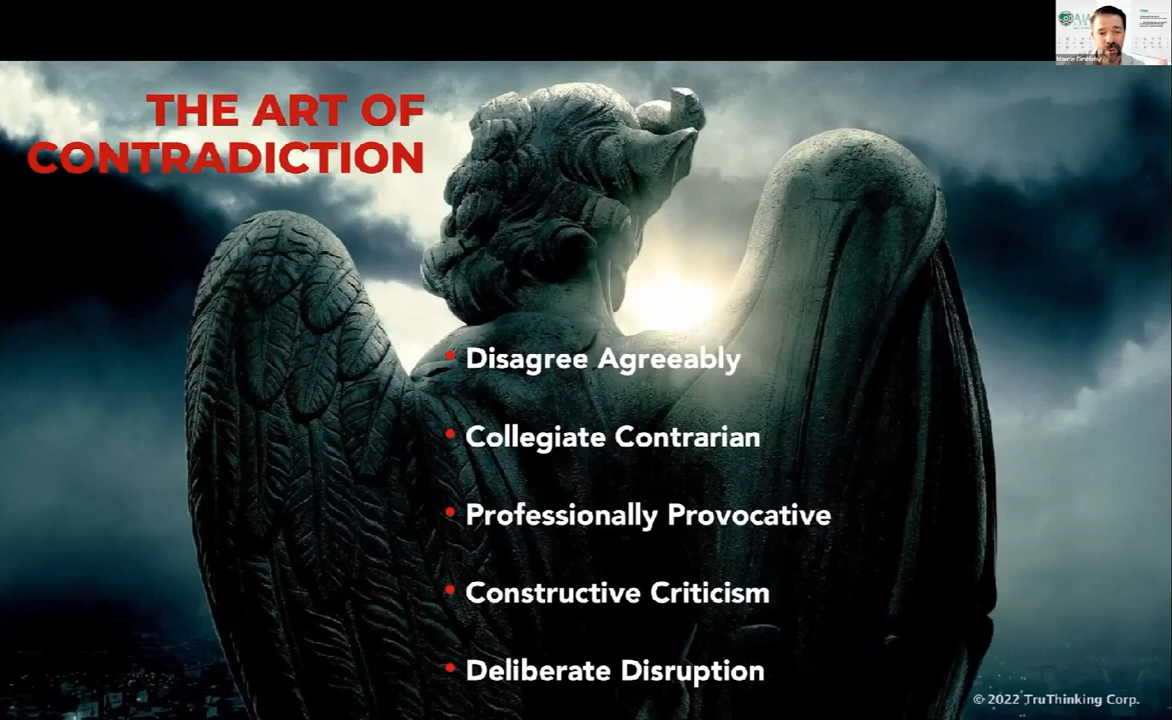 THE ART OF
CONTRADICTION
• Disagree Agreeably
• Collegiate Contrarian
• Professionally Provocative
• Constructive Criticism
• Deliberate Disruption
© 2022 TruThinking Corp.